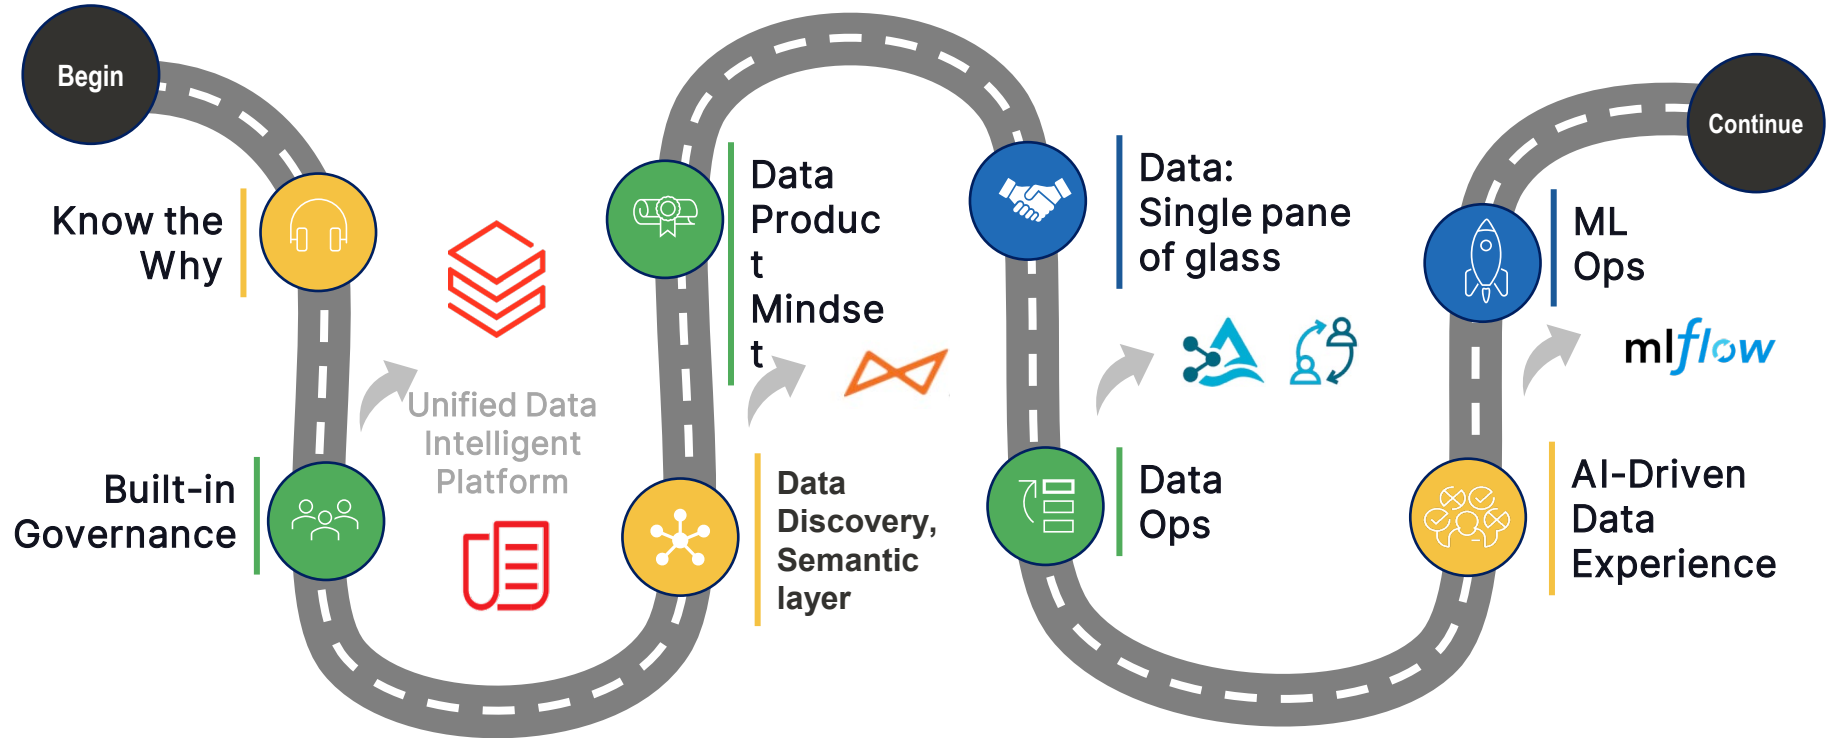 Begin
Know the
Why
Built-in
Governance
Unified Data
Intelligent
Platform
Data
Produc
t
Mindse
t
Data
Discovery,
Semantic
layer
Data:
Single pane
of glass
Data
Ops
ML
Ops
mlflow
AI-Driven
Data
Experience
Continue